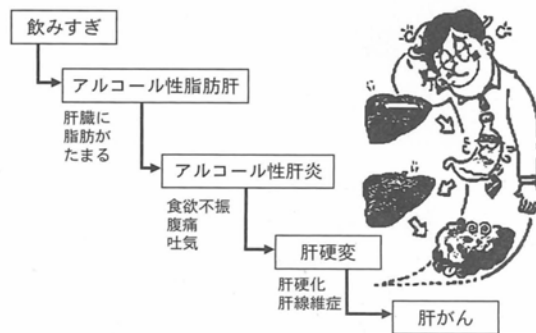 飲みすぎ
アルコール性脂肪肝
肝臓に
脂肪が
たまる
アルコール性肝炎
食欲不振
腹痛
吐気
肝硬変
肝硬化
肝線維症
肝がん